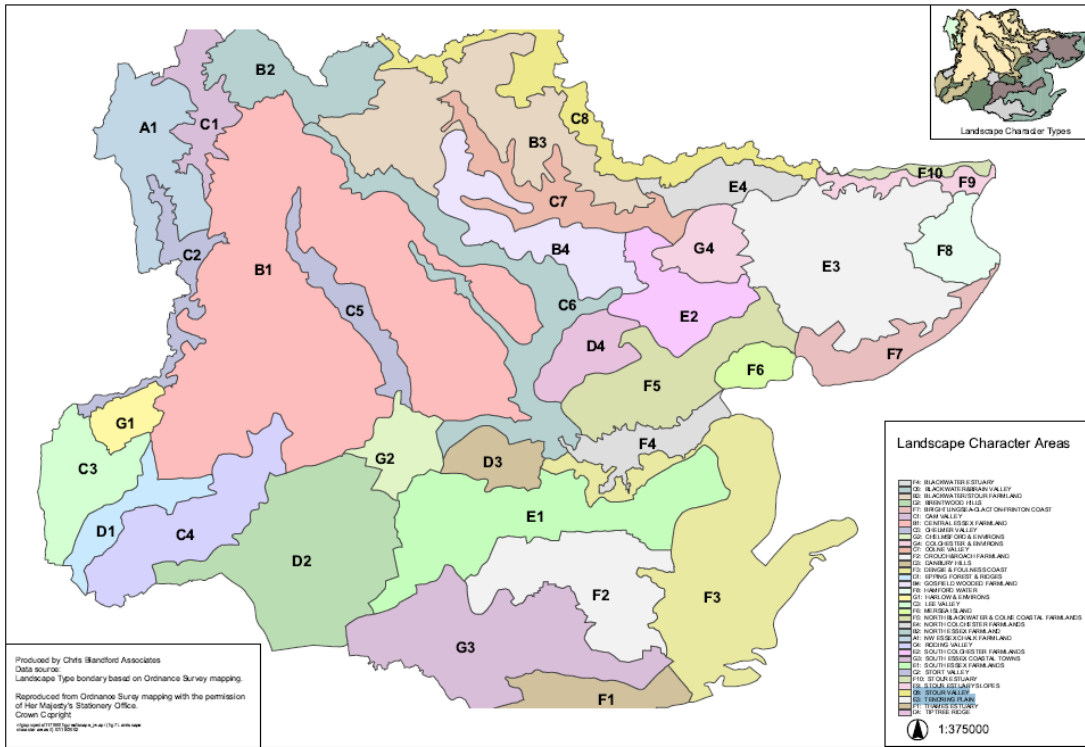 B2
A1
C1
C8
B3
Landscape Character Types
F10
E4
F9
C7
C2
B4
G4
F8
B1
E3
C6
C5
E2
D4
F7
F6
F5
G1
F4
C3
G2
D3
Landscape Character Areas
D1
C4
E1
D2
F2
F3
G3
F1
F4: BLACKWATER ESTUARY
C6: BLACKWATER&BRAIN VALLEY
B3: BLACKWATER/STOUR FARMLAND
D2: BRENTWOOD HILLS
F7: BRIGHTLINGSEA-CLACTON-FRINTON COAST
C1: CAM VALLEY
B1: CENTRAL ESSEX FARMLAND
C5: CHELMER VALLEY
G2: CHELMSFORD & ENVIRONS
G4: COLCHESTER & ENVIRONS
C7: COLNE VALLEY
F2: CROUCH&ROACH FARMLAND
D3: DANBURY HILLS
F3: DENGIE & FOULNESS COAST
D1: EPPING FOREST & RIDGES
B4: GOSFIELD WOODED FARMLAND
F8: HAMFORD WATER
G1: HARLOW & ENVIRONS
C3: LEE VALLEY
F6: MERSEA ISLAND
F5: NORTH BLACKWATER & COLNE COASTAL FARMLANDS
E4: NORTH COLCHESTER FARMLANDS
B2: NORTH ESSEX FARMLAND
A1: NW ESSEX CHALK FARMLAND
C4: RODING VALLEY
E2: SOUTH COLCHESTER FARMLANDS
G3: SOUTH ESSEX COASTAL TOWNS
E1: SOUTH ESSEX FARMLANDS
C2: STORT VALLEY
F10: STOUR ESTUARY
F9: STOUR ESTUARY SLOPES
C8: STOUR VALLEY
E3: TENDRING PLAIN
F1: THAMES ESTUARY
D4: TIPTREE RIDGE
1:375000
Produced by Chris Blandford Associates
Data source:
Landscape Type bondary based on Ordnance Survey mapping.
Reproduced from Ordnance Suray mapping with the permission
of Her Majesty's Stationery Office.
Crown Copright